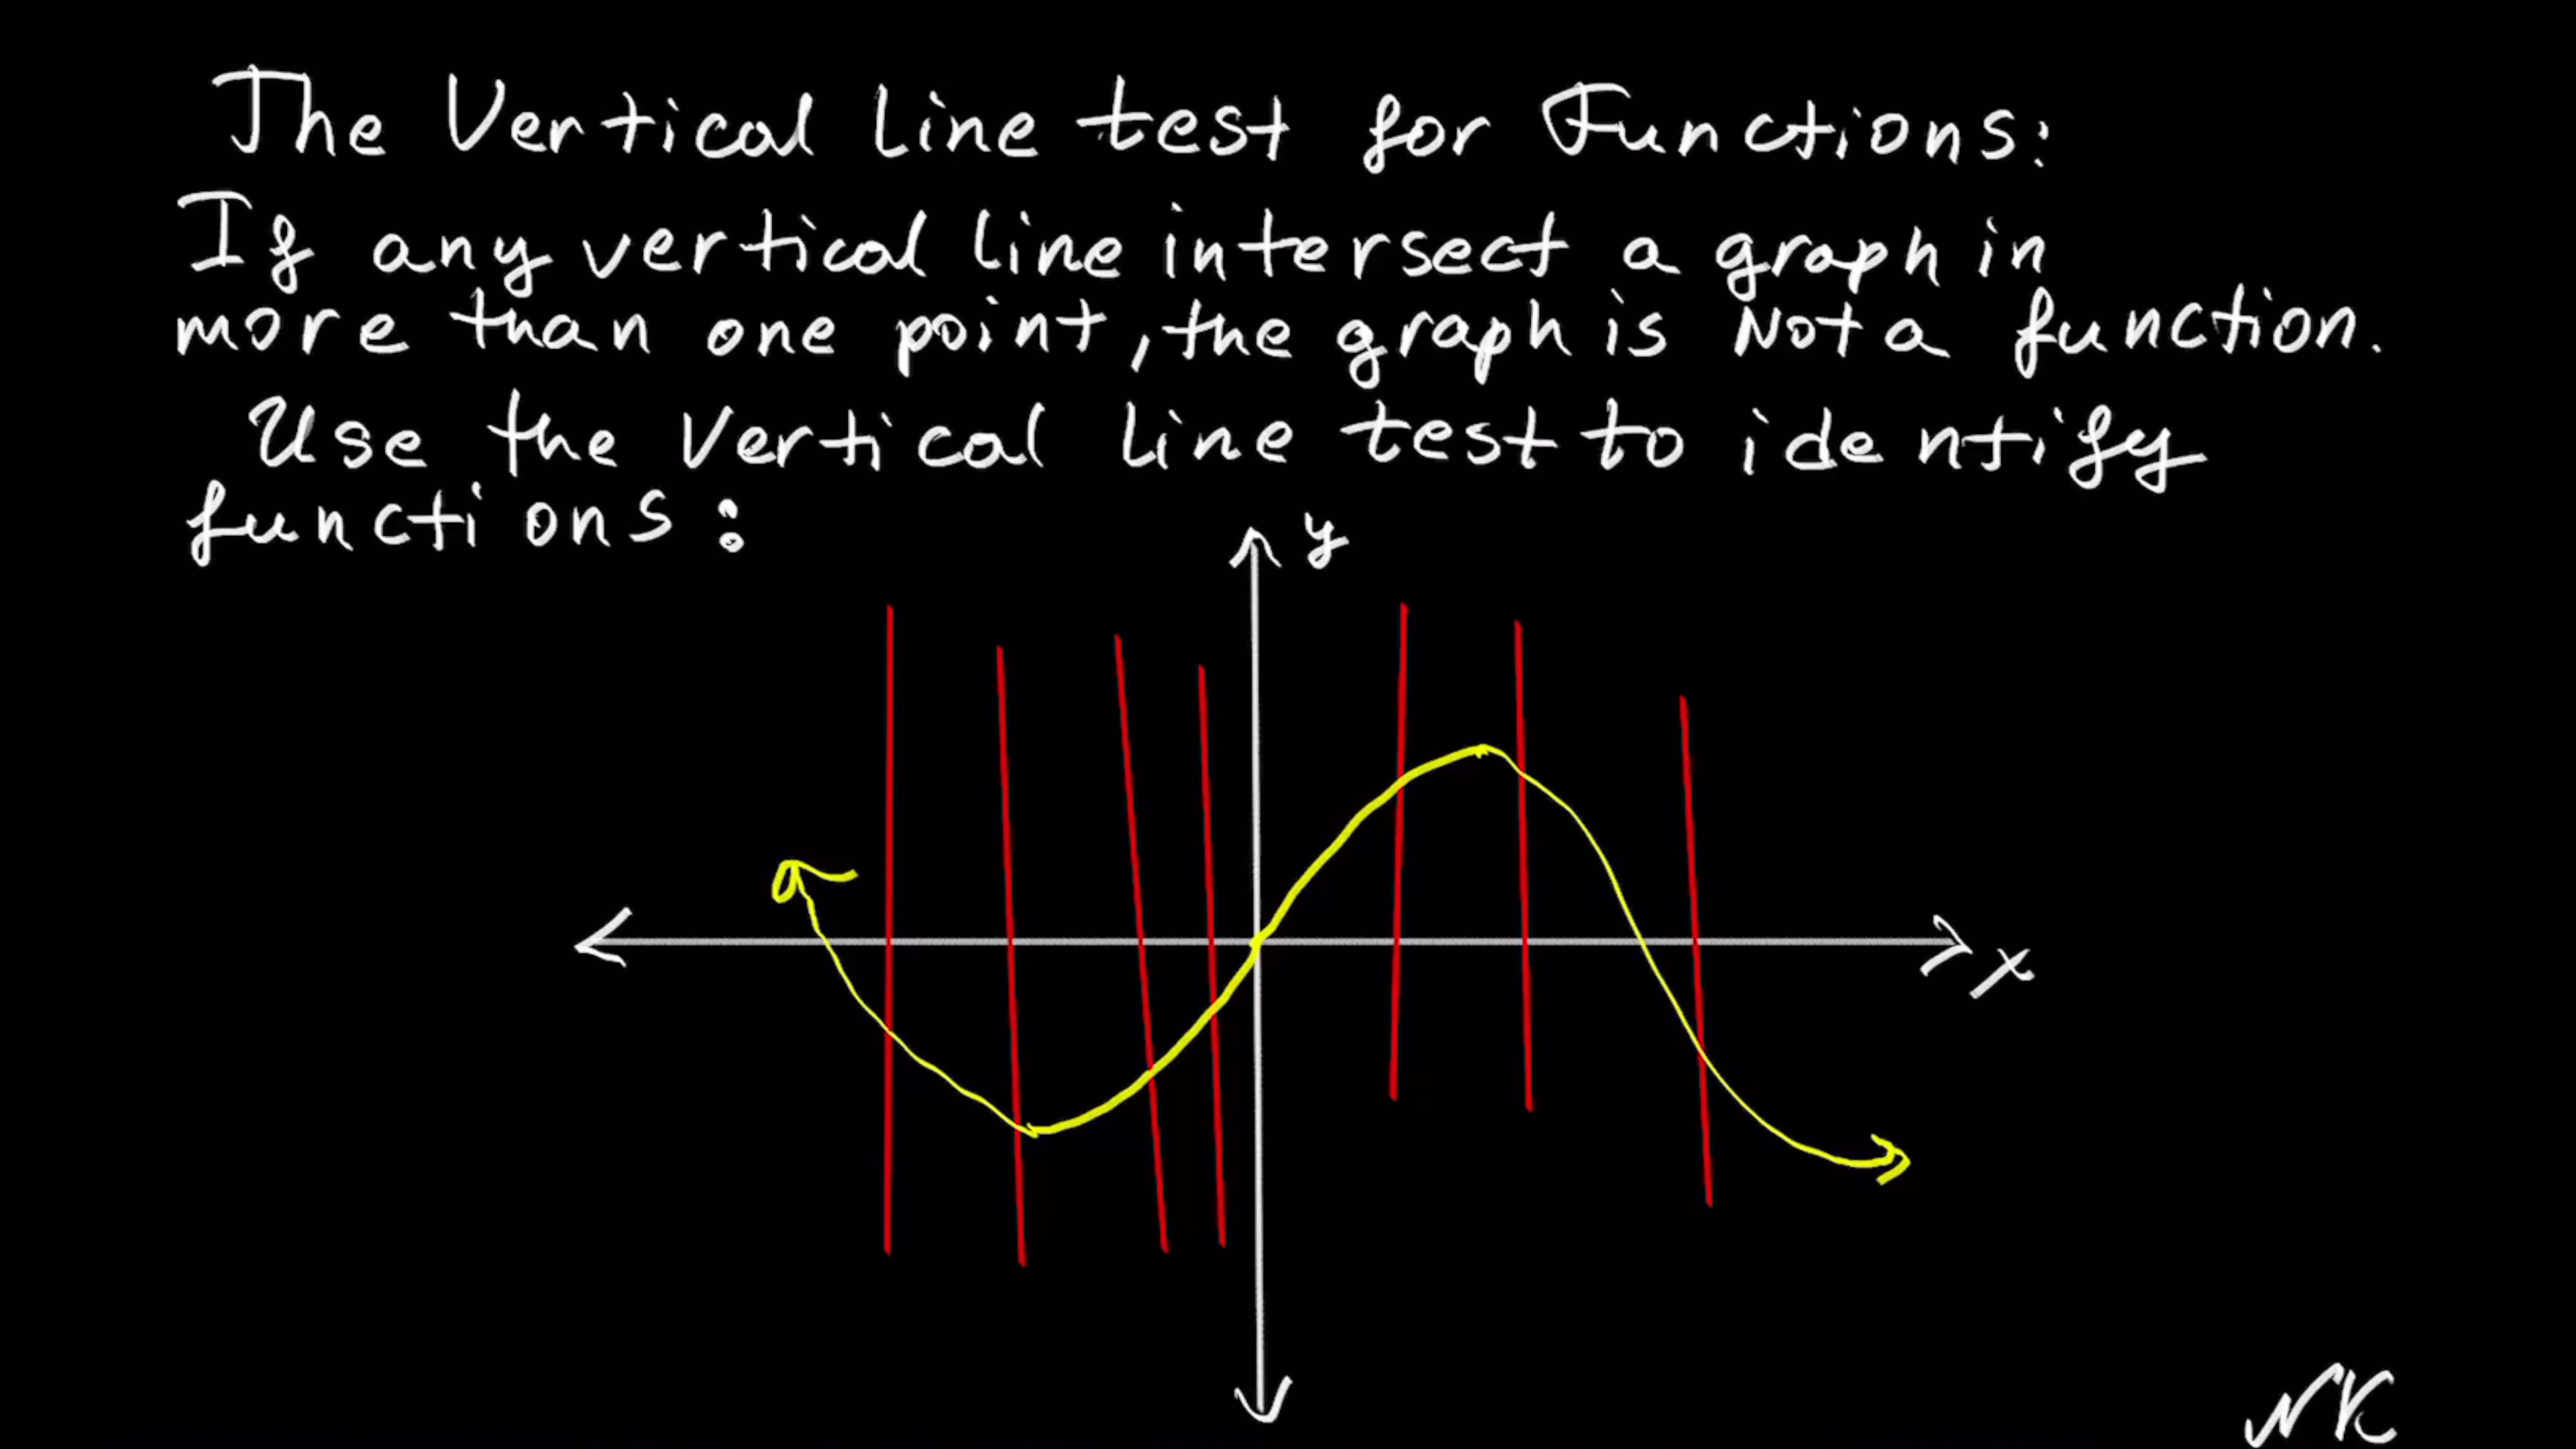 The Vertical Line test for Functions:
If any vertical line intersect a graph in
more than one point, the graph is Not a function.
Use the Vertical line test to identify
functions:
y
x
NK